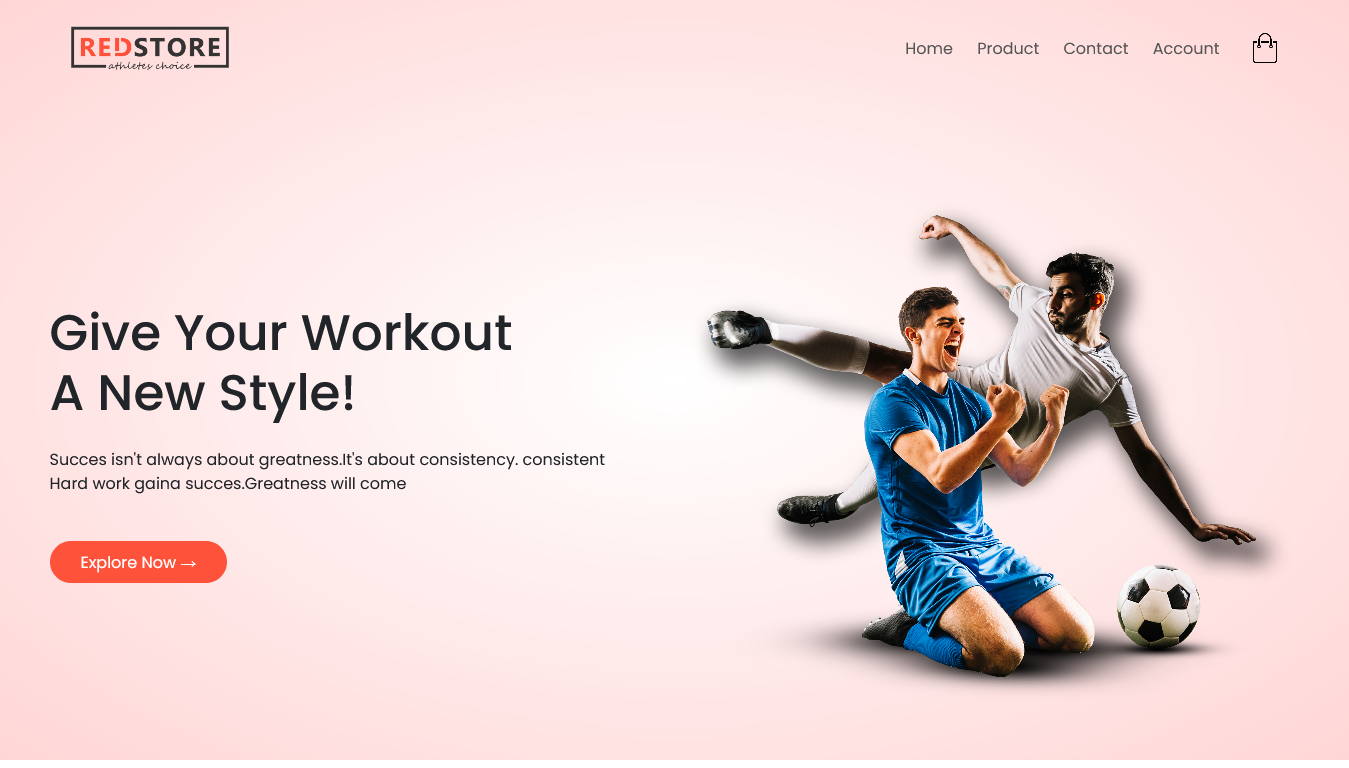 REDSTORE
athletes choice
Home Product Contact Account
Give Your Workout
A New Style!
Succes isn't always about greatness.It's about consistency. consistent
Hard work gaina succes.Greatness will come
Explore Now →